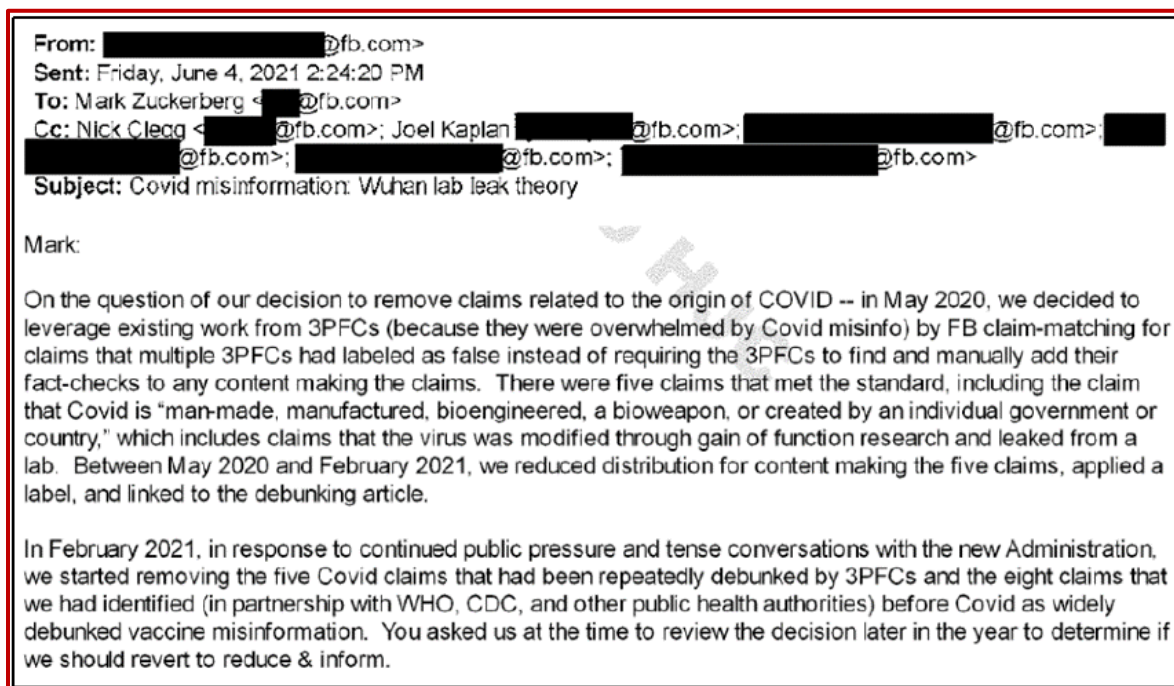 From: @fb.com>
Sent: Friday, June 4, 2021 2:24:20 PM
To: Mark Zuckerberg < @fb.com>
Cc: Nick Clegg < @fb.com>; Joel Kaplan @fb.com>; @fb.com>;
@fb.com>; @fb.com>; @fb.com>
Subject: Covid misinformation: Wuhan lab leak theory
Mark:
On the question of our decision to remove claims related to the origin of COVID -- in May 2020, we decided to
leverage existing work from 3PFCs (because they were overwhelmed by Covid misinfo) by FB claim-matching for
claims that multiple 3PFCs had labeled as false instead of requiring the 3PFCs to find and manually add their
fact-checks to any content making the claims. There were five claims that met the standard, including the claim
that Covid is “man-made, manufactured, bioengineered, a bioweapon, or created by an individual government or
country,” which includes claims that the virus was modified through gain of function research and leaked from a
lab. Between May 2020 and February 2021, we reduced distribution for content making the five claims, applied a
label, and linked to the debunking article.
In February 2021, in response to continued public pressure and tense conversations with the new Administration,
we started removing the five Covid claims that had been repeatedly debunked by 3PFCs and the eight claims that
we had identified (in partnership with WHO, CDC, and other public health authorities) before Covid as widely
debunked vaccine misinformation. You asked us at the time to review the decision later in the year to determine if
we should revert to reduce & inform.